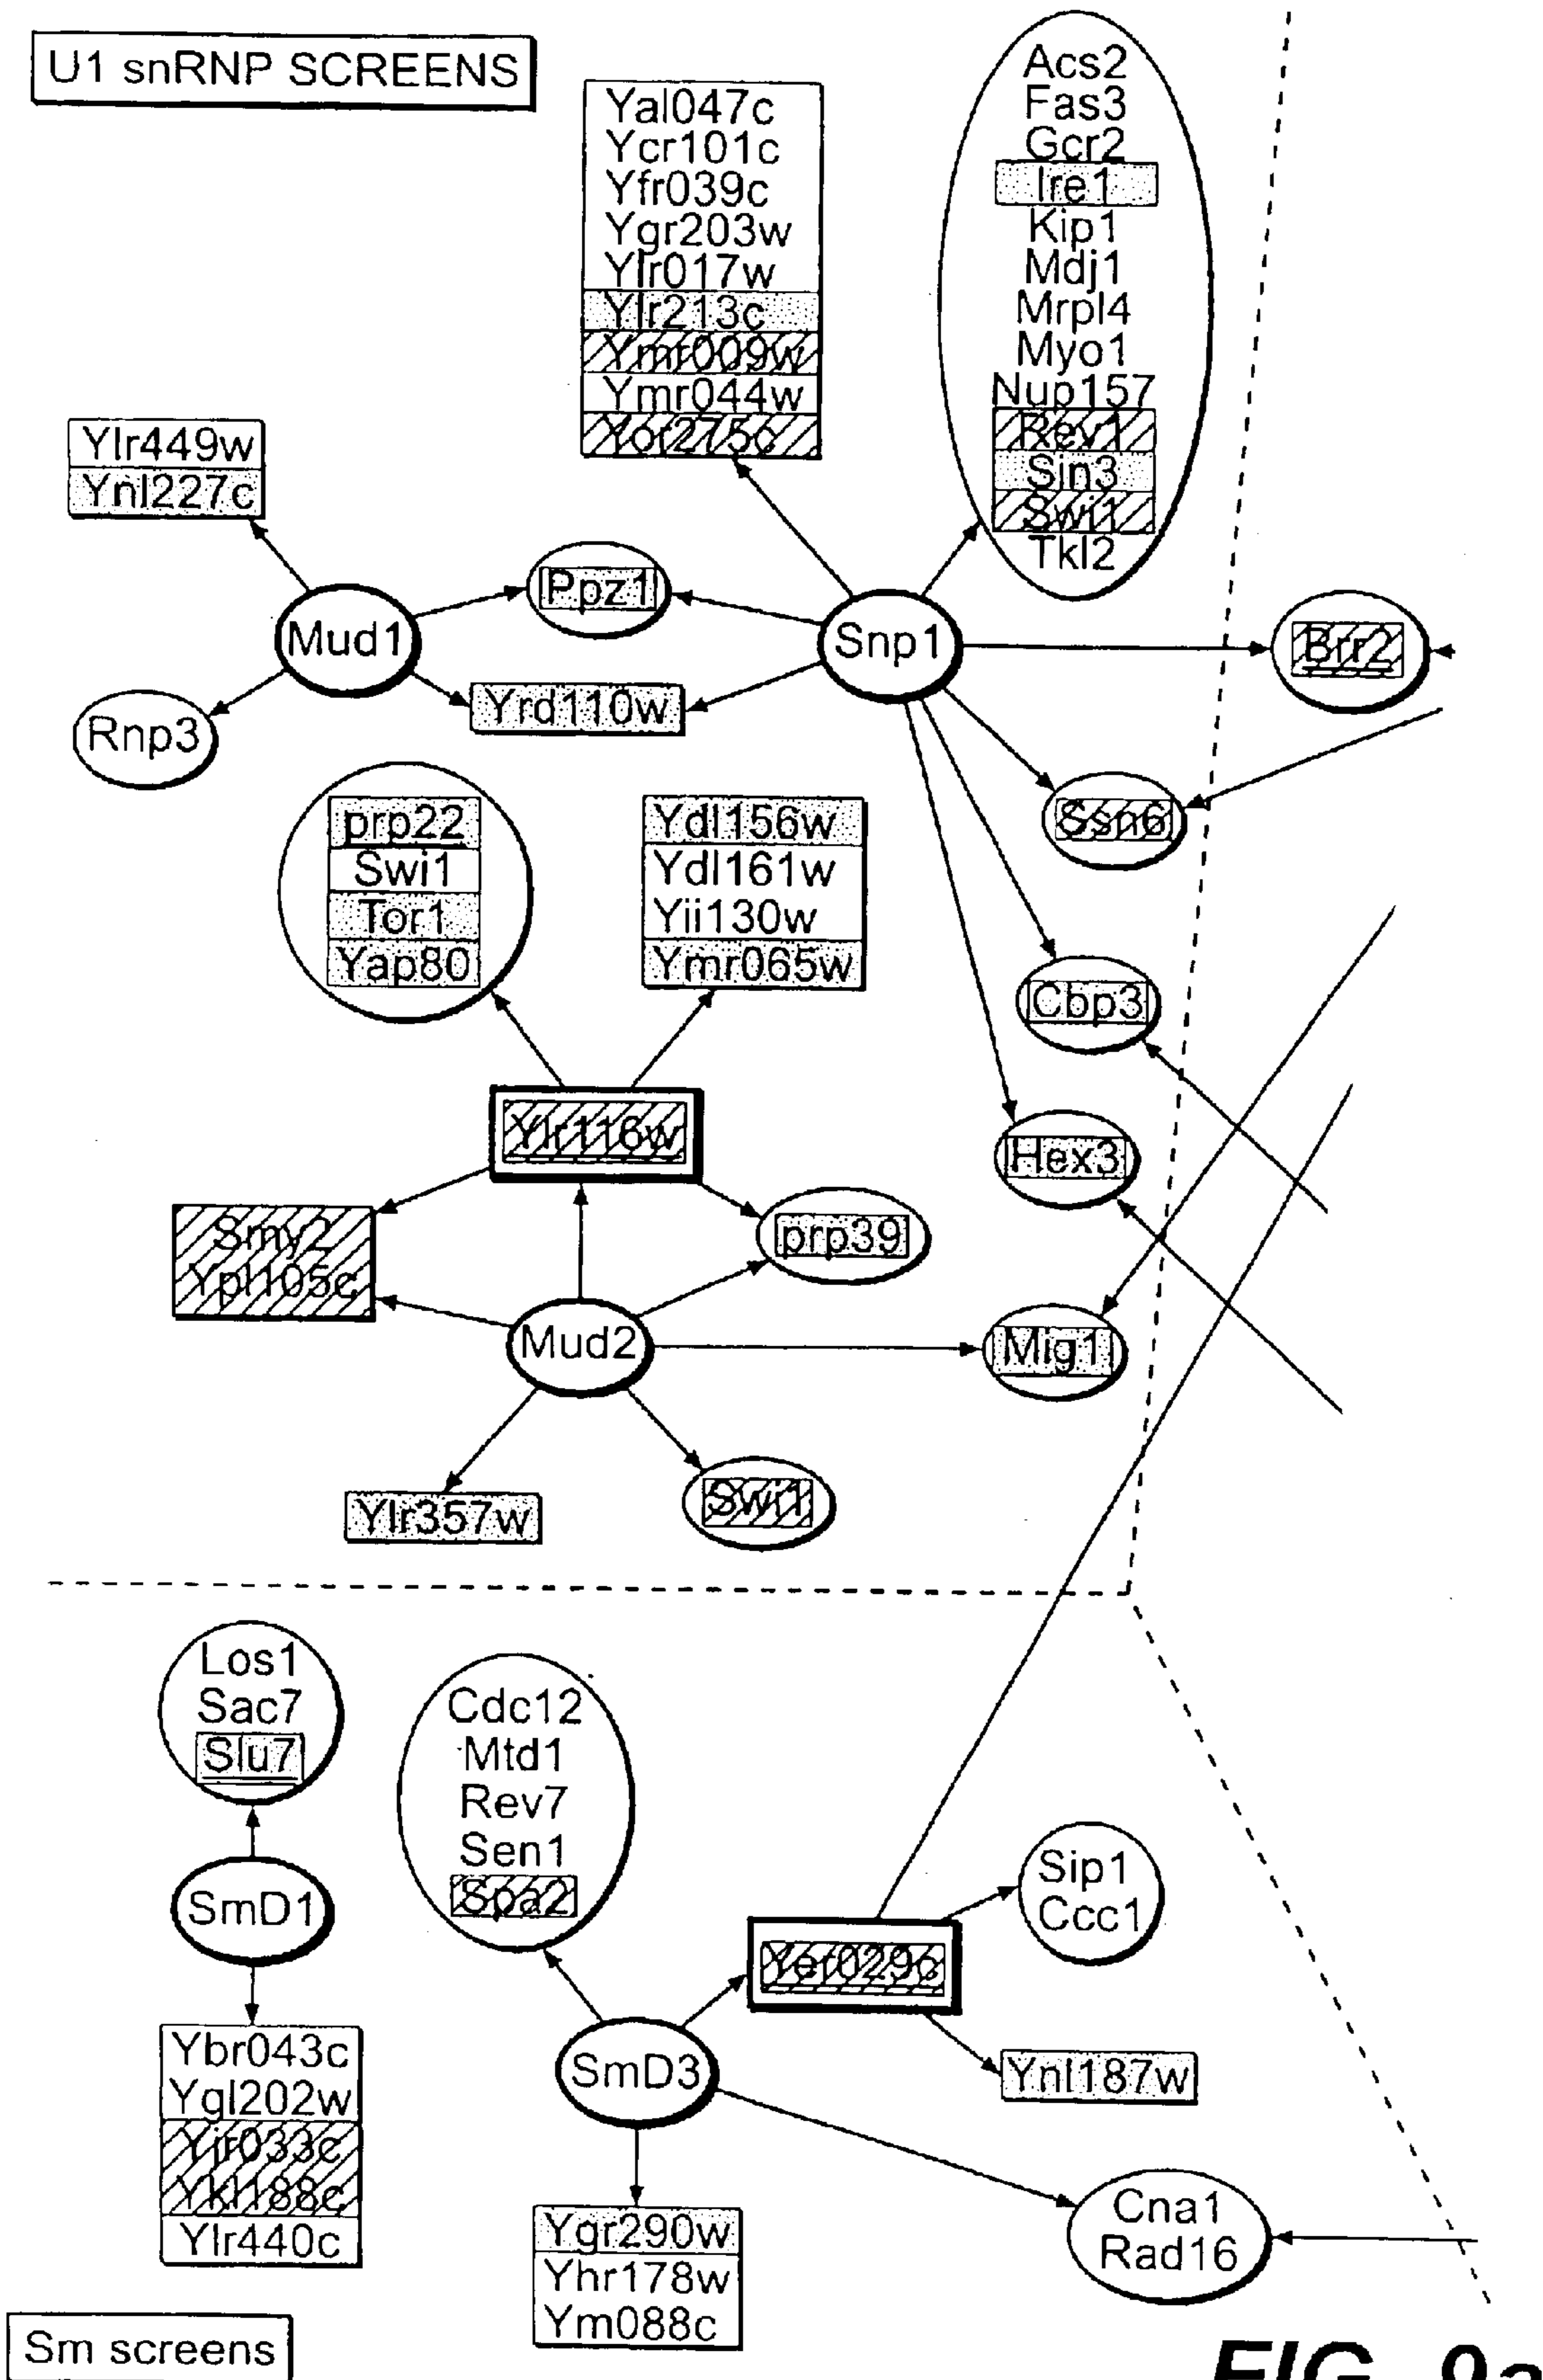 U1 snRNP SCREENS
Yal047c
Ycr101c
Yfr039c
Ygr203w
Ylr017w
Ylr213c
Ymr009w
Ymr044w
Yor275c
Acs2
Fas3
Gcr2
Ire1
Kip1
Mdj1
Mrpl4
Myo1
Nup157
Rev1
Sin3
Swi1
Tkl2
Ylr449w
Ynl227c
Ppz1
Mud1
Snp1
Brr2
Rnp3
Yrd110w
Ssn6
prp22
Swi1
Tor1
Yap80
Ydl156w
Ydl161w
Yii130w
Ymr065w
Cbp3
Ylr116w
Hex3
Smy2
Ypl105c
prp39
Mud2
Mig1
Ylr357w
Swi1
Los1
Sac7
Slu7
Cdc12
Mtd1
Rev7
Sen1
Spa2
SmD1
Sip1
Ccc1
Yer029c
Ybr043c
Ygl202w
Yjr033c
Ykl188c
Ylr440c
SmD3
Ynl187w
Ygr290w
Yhr178w
Ym088c
Cna1
Rad16
Sm screens
FIG. 9a